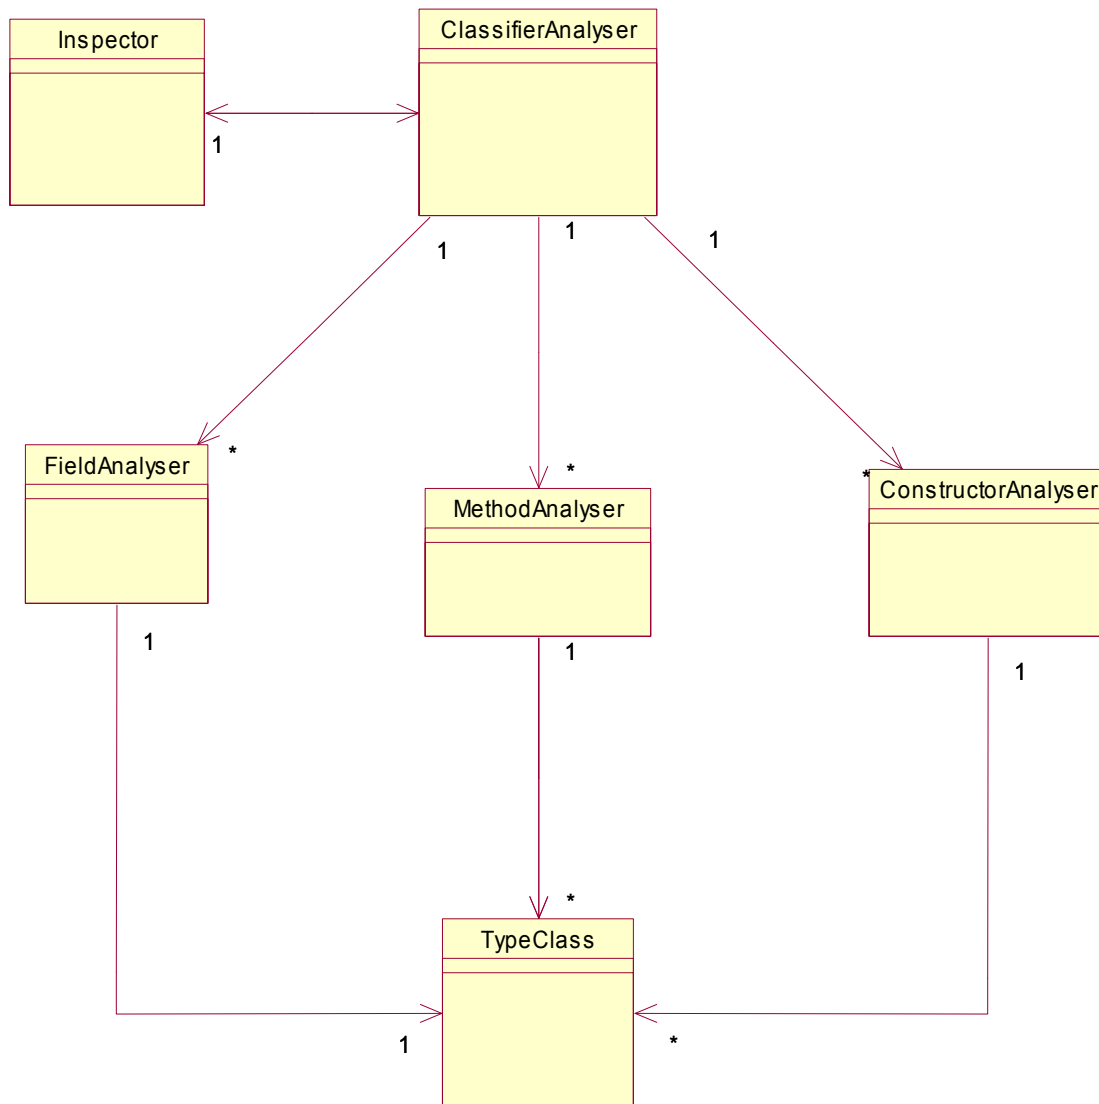 Inspector
ClassifierAnalyser
1
1
1
1
*
*
*
FieldAnalyser
MethodAnalyser
ConstructorAnalyser
1
1
1
*
TypeClass
1
*